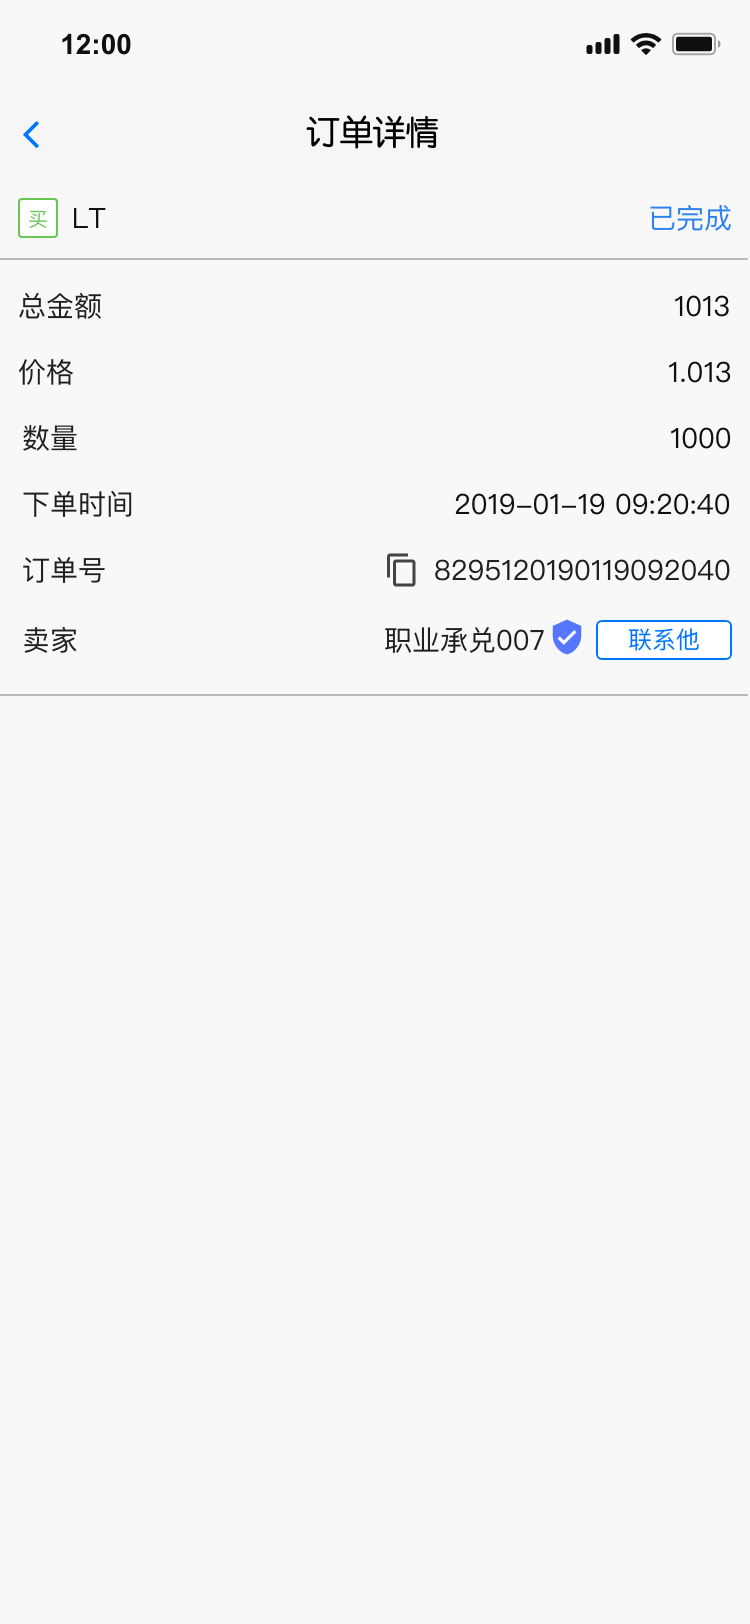 12:00
订单详情
买 LT 已完成
总金额 1013
价格 1.013
数量 1000
下单时间 2019-01-19 09:20:40
订单号 8295120190119092040
卖家 职业承兑007 联系他